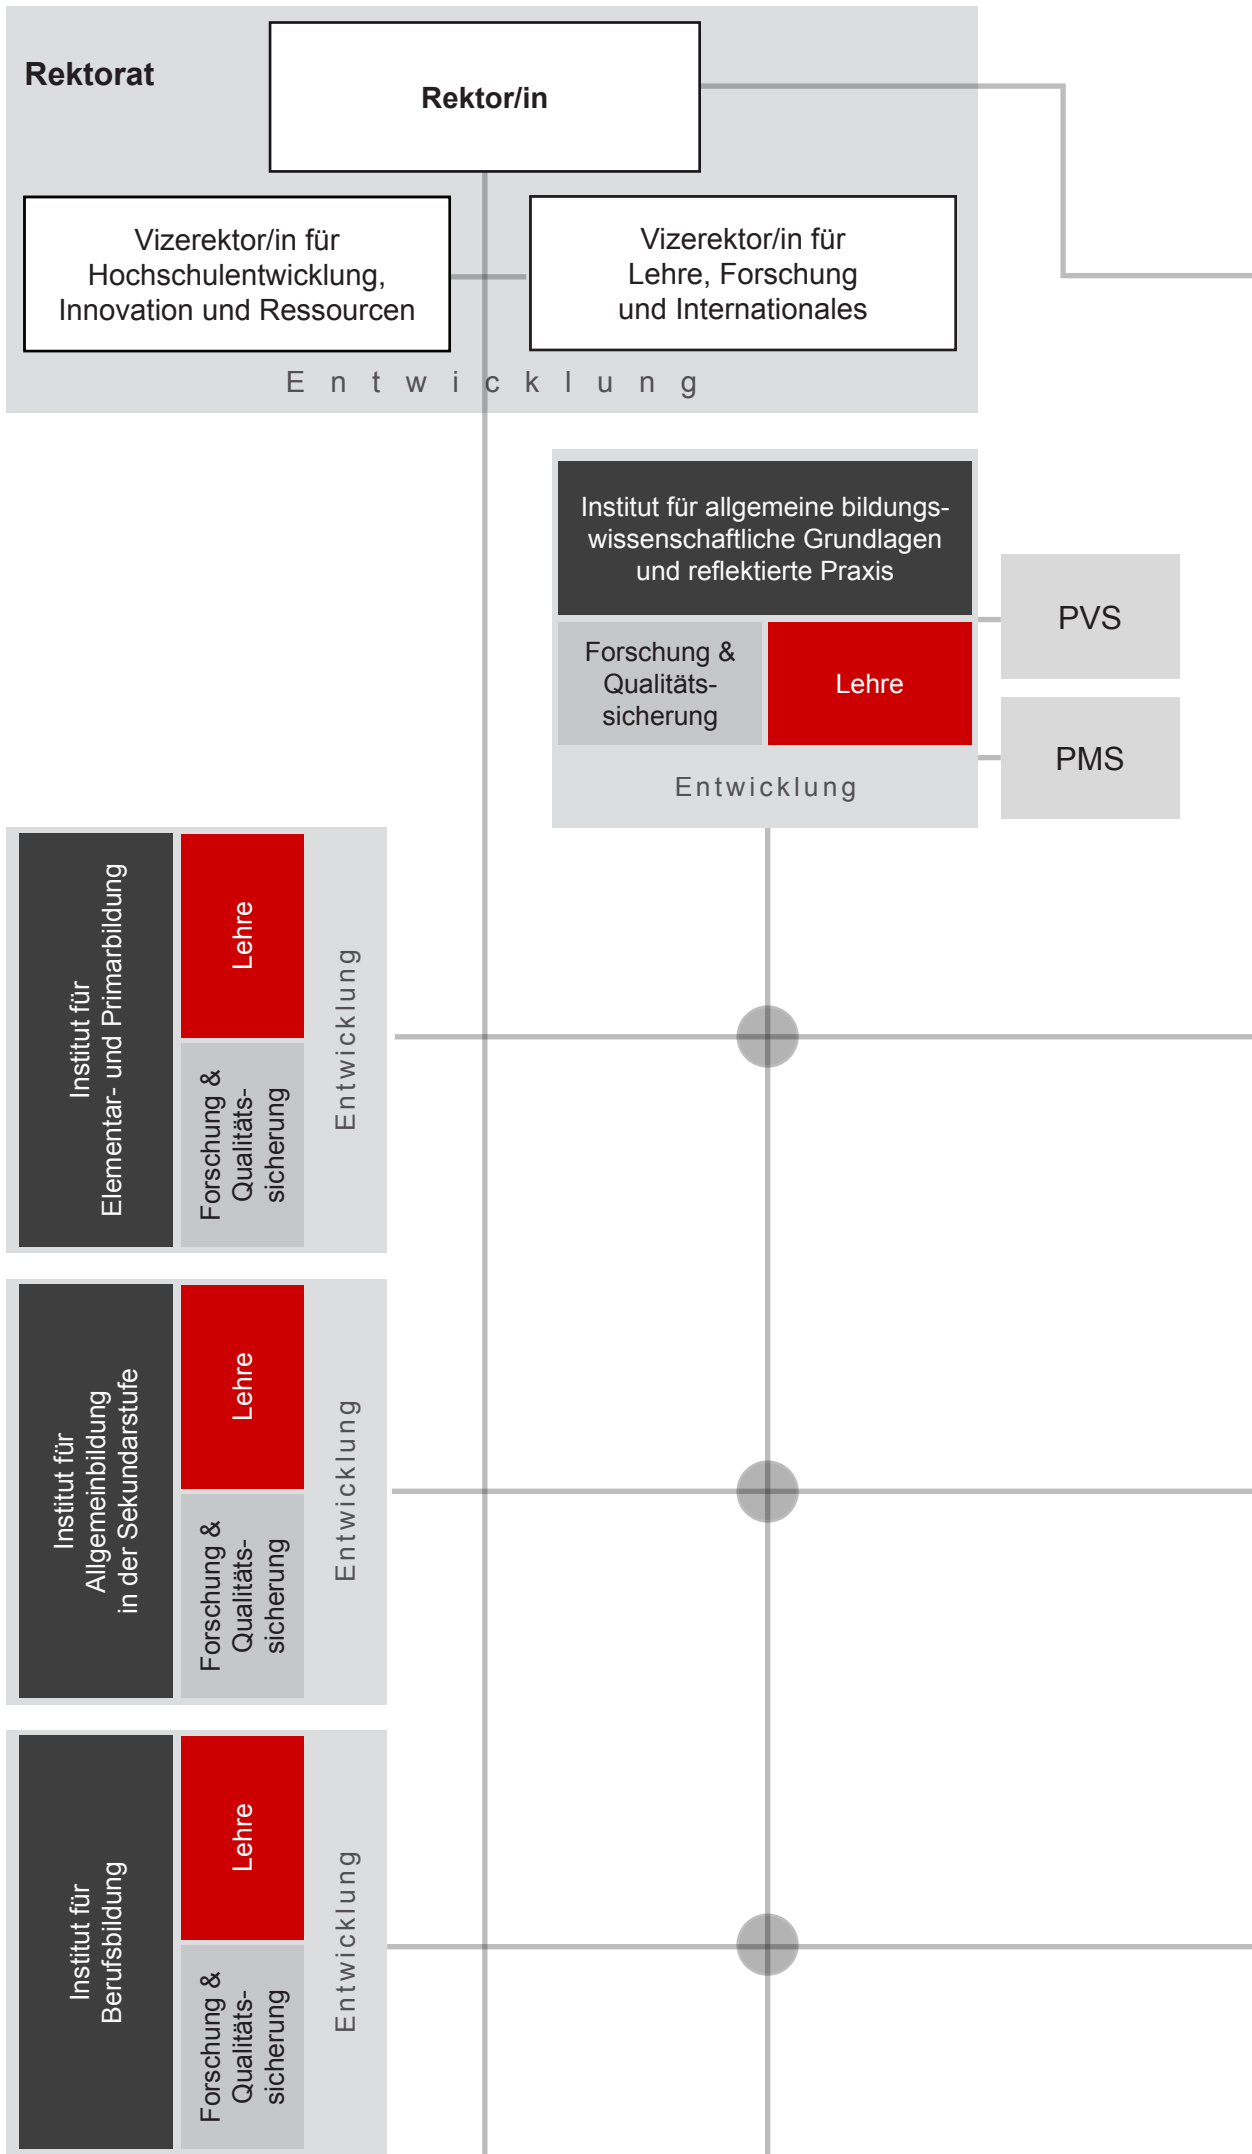 Rektorat
Rektor/in
Vizerektor/in für
Hochschulentwicklung,
Innovation und Ressourcen
Vizerektor/in für
Lehre, Forschung
und Internationales
Entwicklung
Institut für allgemeine bildungs-
wissenschaftliche Grundlagen
und reflektierte Praxis
Forschung &
Qualitäts-
sicherung
Lehre
Entwicklung
PVS
PMS
Institut für
Elementar- und Primarbildung
Lehre
Forschung &
Qualitäts-
sicherung
Entwicklung
Institut für
Allgemeinbildung
in der Sekundarstufe
Lehre
Forschung &
Qualitäts-
sicherung
Entwicklung
Institut für
Berufsbildung
Lehre
Forschung &
Qualitäts-
sicherung
Entwicklung